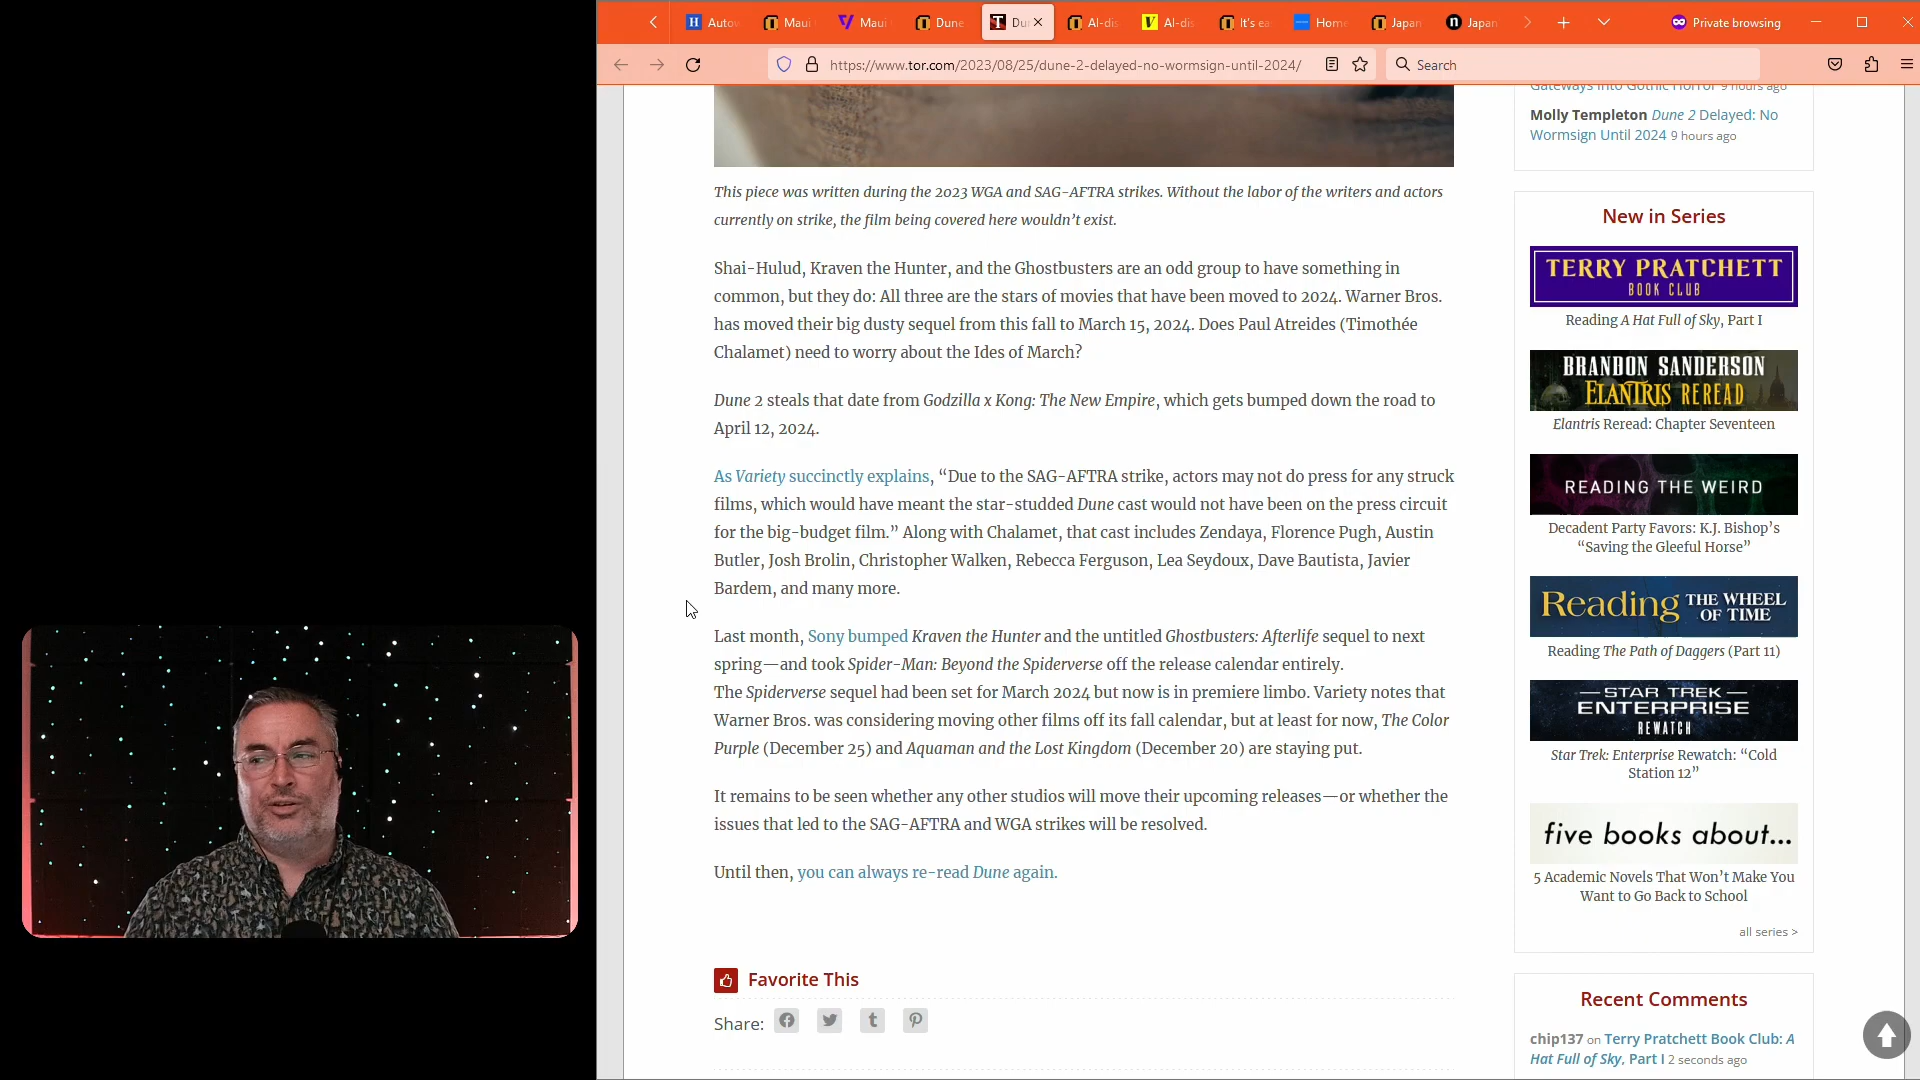 Autow
Maui
Maui
Dune
Du
AI-dis
AI-dis
It's ea
Home
Japan
Japan
Private browsing
https://www.tor.com/2023/08/25/dune-2-delayed-no-wormsign-until-2024/
Search
This piece was written during the 2023 WGA and SAG-AFTRA strikes. Without the labor of the writers and actors
currently on strike, the film being covered here wouldn't exist.
Shai-Hulud, Kraven the Hunter, and the Ghostbusters are an odd group to have something in
common, but they do: All three are the stars of movies that have been moved to 2024. Warner Bros.
has moved their big dusty sequel from this fall to March 15, 2024. Does Paul Atreides (Timothée
Chalamet) need to worry about the Ides of March?
Dune 2 steals that date from Godzilla x Kong: The New Empire, which gets bumped down the road to
April 12, 2024.
As Variety succinctly explains, “Due to the SAG-AFTRA strike, actors may not do press for any struck
films, which would have meant the star-studded Dune cast would not have been on the press circuit
for the big-budget film.” Along with Chalamet, that cast includes Zendaya, Florence Pugh, Austin
Butler, Josh Brolin, Christopher Walken, Rebecca Ferguson, Lea Seydoux, Dave Bautista, Javier
Bardem, and many more.
Last month, Sony bumped Kraven the Hunter and the untitled Ghostbusters: Afterlife sequel to next
spring—and took Spider-Man: Beyond the Spiderverse off the release calendar entirely.
The Spiderverse sequel had been set for March 2024 but now is in premiere limbo. Variety notes that
Warner Bros. was considering moving other films off its fall calendar, but at least for now, The Color
Purple (December 25) and Aquaman and the Lost Kingdom (December 20) are staying put.
It remains to be seen whether any other studios will move their upcoming releases—or whether the
issues that led to the SAG-AFTRA and WGA strikes will be resolved.
Until then, you can always re-read Dune again.
Favorite This
Share:
Gateways Into Gothic Horror 9 hours ago
Molly Templeton Dune 2 Delayed: No
Wormsign Until 2024 9 hours ago
New in Series
TERRY PRATCHETT
BOOK CLUB
Reading A Hat Full of Sky, Part I
BRANDON SANDERSON
ELANTRIS REREAD
Elantris Reread: Chapter Seventeen
READING THE WEIRD
Decadent Party Favors: K.J. Bishop's
“Saving the Gleeful Horse”
Reading THE WHEEL
OF TIME
Reading The Path of Daggers (Part 11)
STAR TREK
ENTERPRISE
REWATCH
Star Trek: Enterprise Rewatch: “Cold
Station 12”
five books about...
5 Academic Novels That Won't Make You
Want to Go Back to School
all series >
Recent Comments
chip137 on Terry Pratchett Book Club: A
Hat Full of Sky, Part I 2 seconds ago